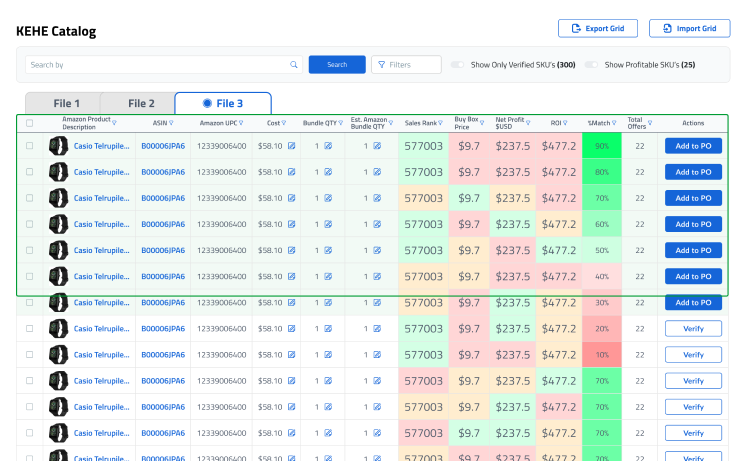 KEHE Catalog
Export Grid
Import Grid
Search by
Search
Filters
Show Only Verified SKU's (300)
Show Profitable SKU's (25)
File 1
File 2
File 3
Amazon Product Description ASIN Amazon UPC Cost Bundle QTY Est. Amazon Bundle QTY Sales Rank Buy Box Price Net Profit $USD ROI %Match Total Offers Actions
Casio Telrupile... B00006JPA6 12339006400 $58.10 1 1 577003 $9.7 $237.5 $477.2 90% 22 Add to PO
Casio Telrupile... B00006JPA6 12339006400 $58.10 1 1 577003 $9.7 $237.5 $477.2 80% 22 Add to PO
Casio Telrupile... B00006JPA6 12339006400 $58.10 1 1 577003 $9.7 $237.5 $477.2 70% 22 Add to PO
Casio Telrupile... B00006JPA6 12339006400 $58.10 1 1 577003 $9.7 $237.5 $477.2 60% 22 Add to PO
Casio Telrupile... B00006JPA6 12339006400 $58.10 1 1 577003 $9.7 $237.5 $477.2 50% 22 Add to PO
Casio Telrupile... B00006JPA6 12339006400 $58.10 1 1 577003 $9.7 $237.5 $477.2 40% 22 Add to PO
Casio Telrupile... B00006JPA6 12339006400 $58.10 1 1 577003 $9.7 $237.5 $477.2 30% 22 Add to PO
Casio Telrupile... B00006JPA6 12339006400 $58.10 1 1 577003 $9.7 $237.5 $477.2 20% 22 Verify
Casio Telrupile... B00006JPA6 12339006400 $58.10 1 1 577003 $9.7 $237.5 $477.2 10% 22 Verify
Casio Telrupile... B00006JPA6 12339006400 $58.10 1 1 577003 $9.7 $237.5 $477.2 70% 22 Verify
Casio Telrupile... B00006JPA6 12339006400 $58.10 1 1 577003 $9.7 $237.5 $477.2 70% 22 Verify
Casio Telrupile... B00006JPA6 12339006400 $58.10 1 1 577003 $9.7 $237.5 $477.2 70% 22 Verify
Casio Telrupile... B00006JPA6 12339006400 $58.10 1 1 577003 $9.7 $237.5 $477.2 70% 22 Verify